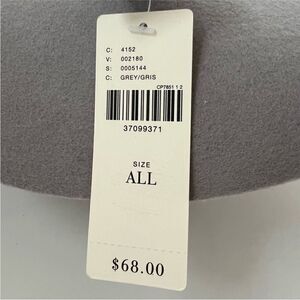 C: 4152
V: 002180
S: 0005144
C: GREY/GRIS
CP7851 1 2
37099371
SIZE
ALL
$68.00